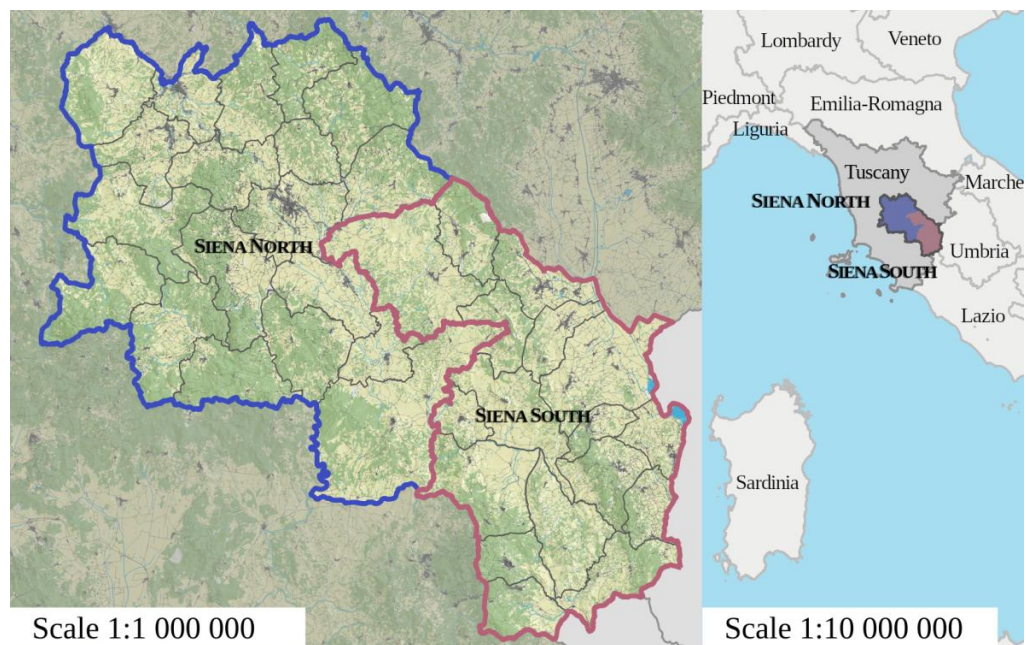 SIENA NORTH
SIENA SOUTH
Scale 1:1 000 000
Lombardy
Veneto
Piedmont
Emilia-Romagna
Liguria
Tuscany
Marche
SIENA NORTH
Umbria
SIENA SOUTH
Lazio
Sardinia
Scale 1:10 000 000